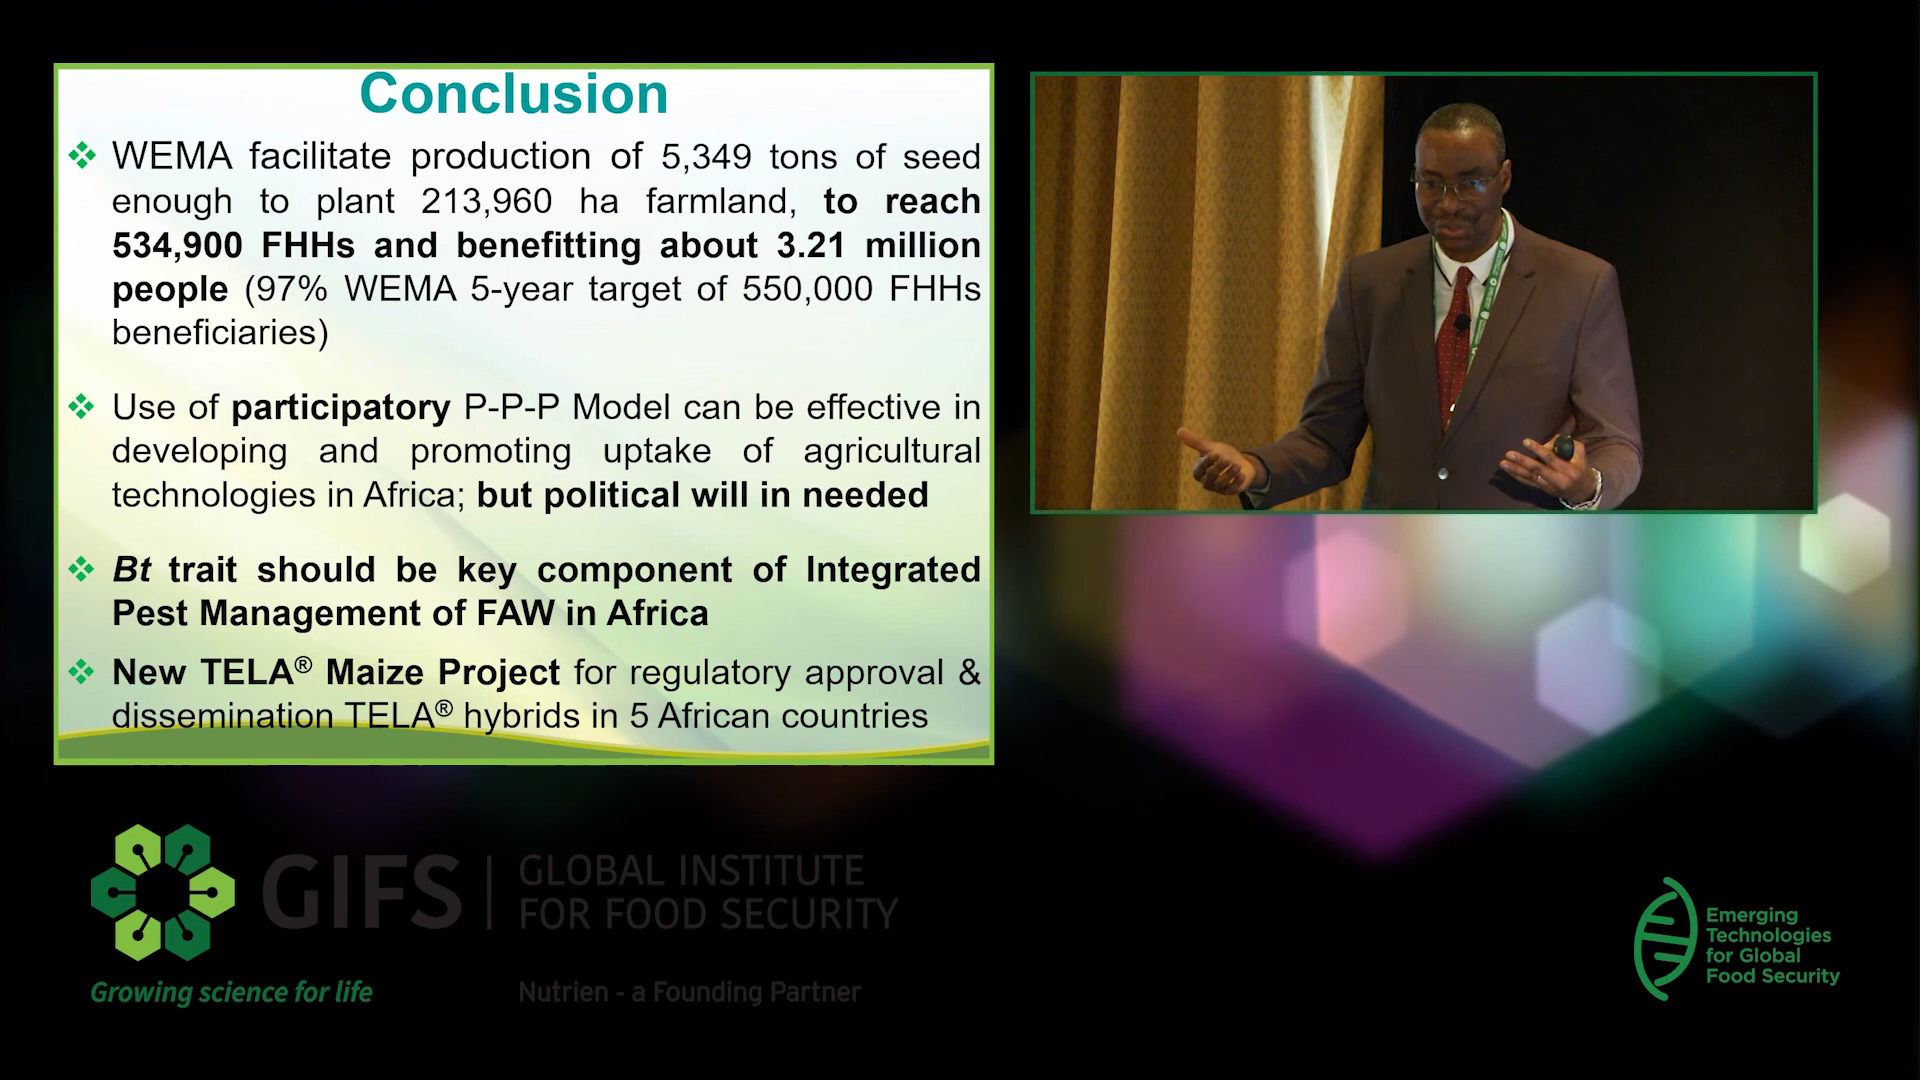 Conclusion
❖ WEMA facilitate production of 5,349 tons of seed
enough to plant 213,960 ha farmland, to reach
534,900 FHHs and benefitting about 3.21 million
people (97% WEMA 5-year target of 550,000 FHHs
beneficiaries)
❖ Use of participatory P-P-P Model can be effective in
developing and promoting uptake of agricultural
technologies in Africa; but political will in needed
❖ Bt trait should be key component of Integrated
Pest Management of FAW in Africa
❖ New TELA® Maize Project for regulatory approval &
dissemination TELA® hybrids in 5 African countries
GIFS
GLOBAL INSTITUTE
FOR FOOD SECURITY
Growing science for life
Nutrien - a Founding Partner
Emerging
Technologies
for Global
Food Security